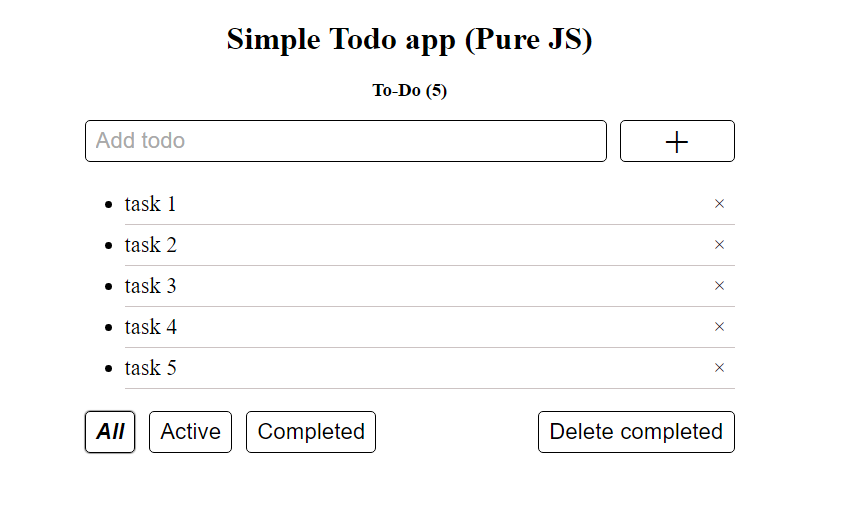 Simple Todo app (Pure JS)
To-Do (5)
Add todo +
task 1 ×
task 2 ×
task 3 ×
task 4 ×
task 5 ×
All Active Completed Delete completed